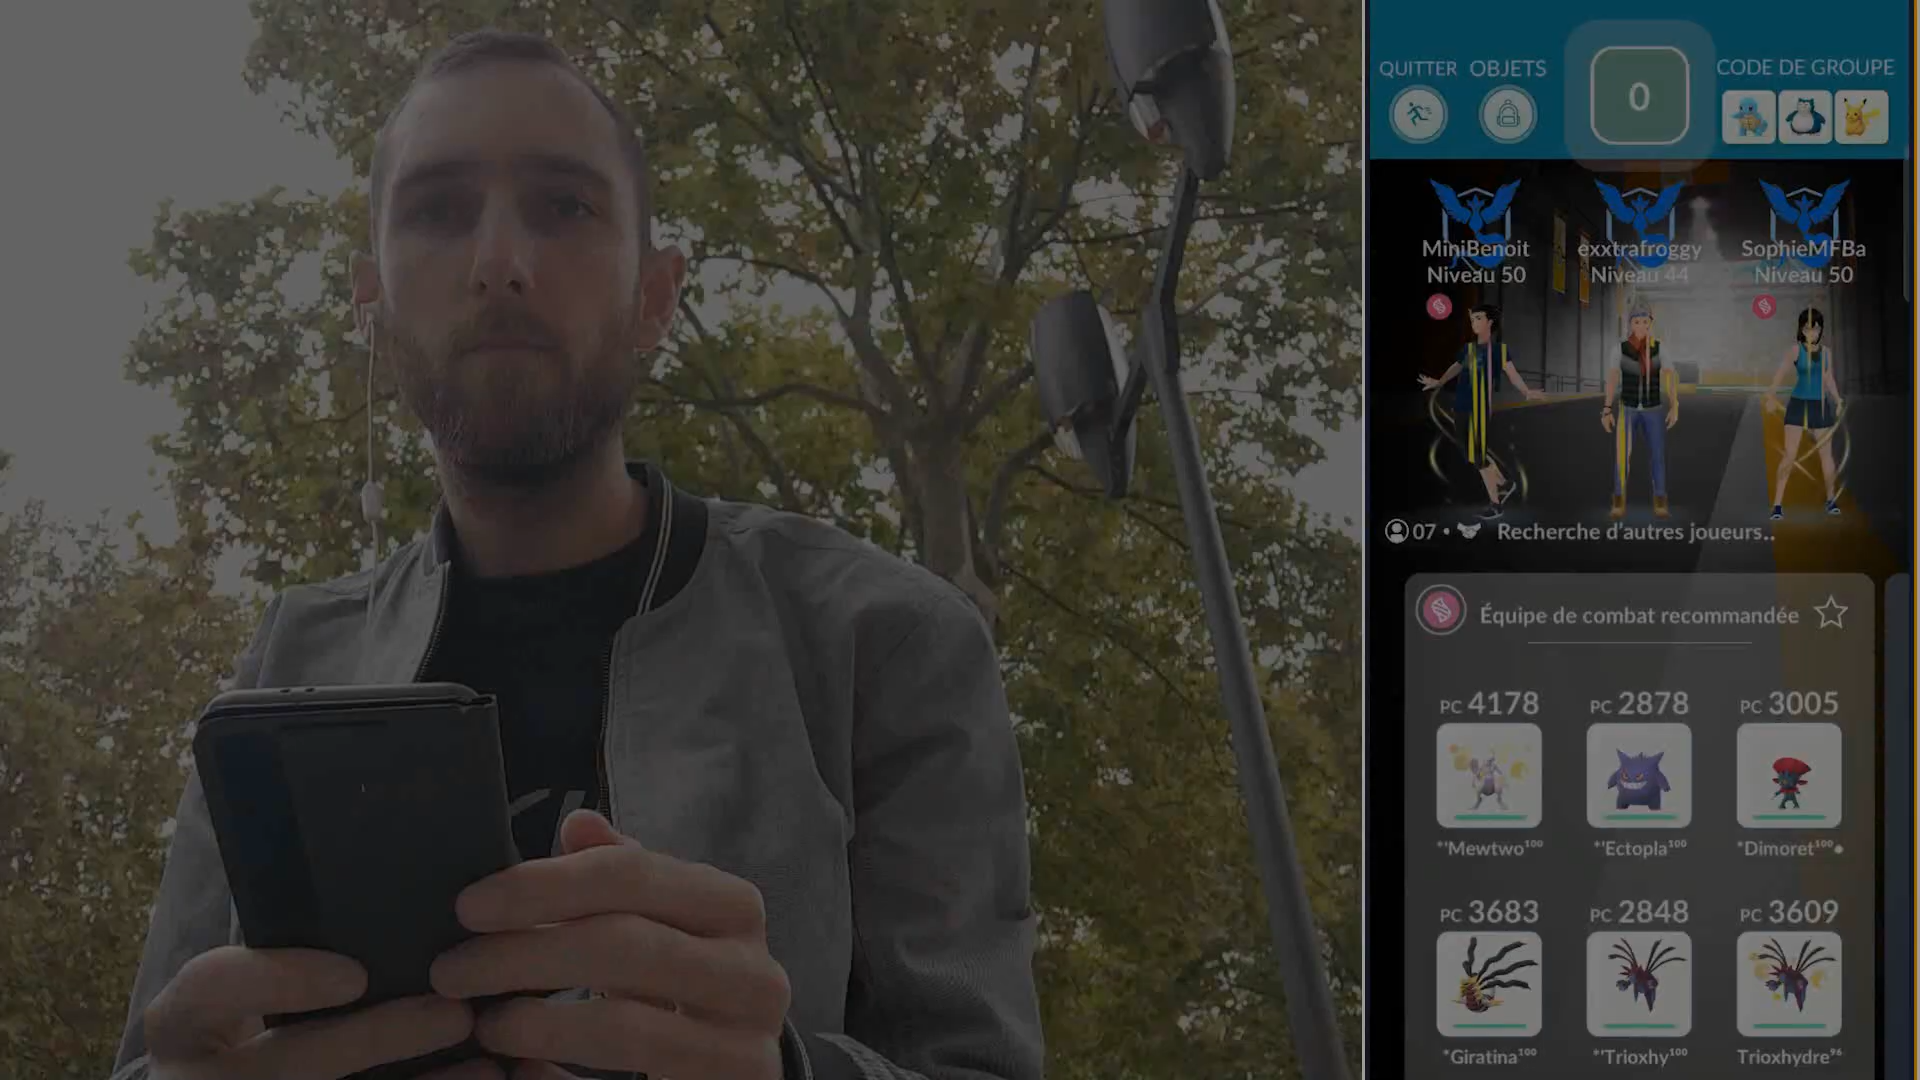 QUITTER OBJETS
0
CODE DE GROUPE
MiniBenoit
Niveau 50
exxtrafroggy
Niveau 44
SophieMFBa
Niveau 50
07 • Recherche d'autres joueurs..
Équipe de combat recommandée
PC 4178 PC 2878 PC 3005
*'Mewtwo¹⁰⁰ *'Ectopla¹⁰⁰ *Dimoret¹⁰⁰●
PC 3683 PC 2848 PC 3609
*Giratina¹⁰⁰ *'Trioxhy¹⁰⁰ Trioxhydre⁹⁶